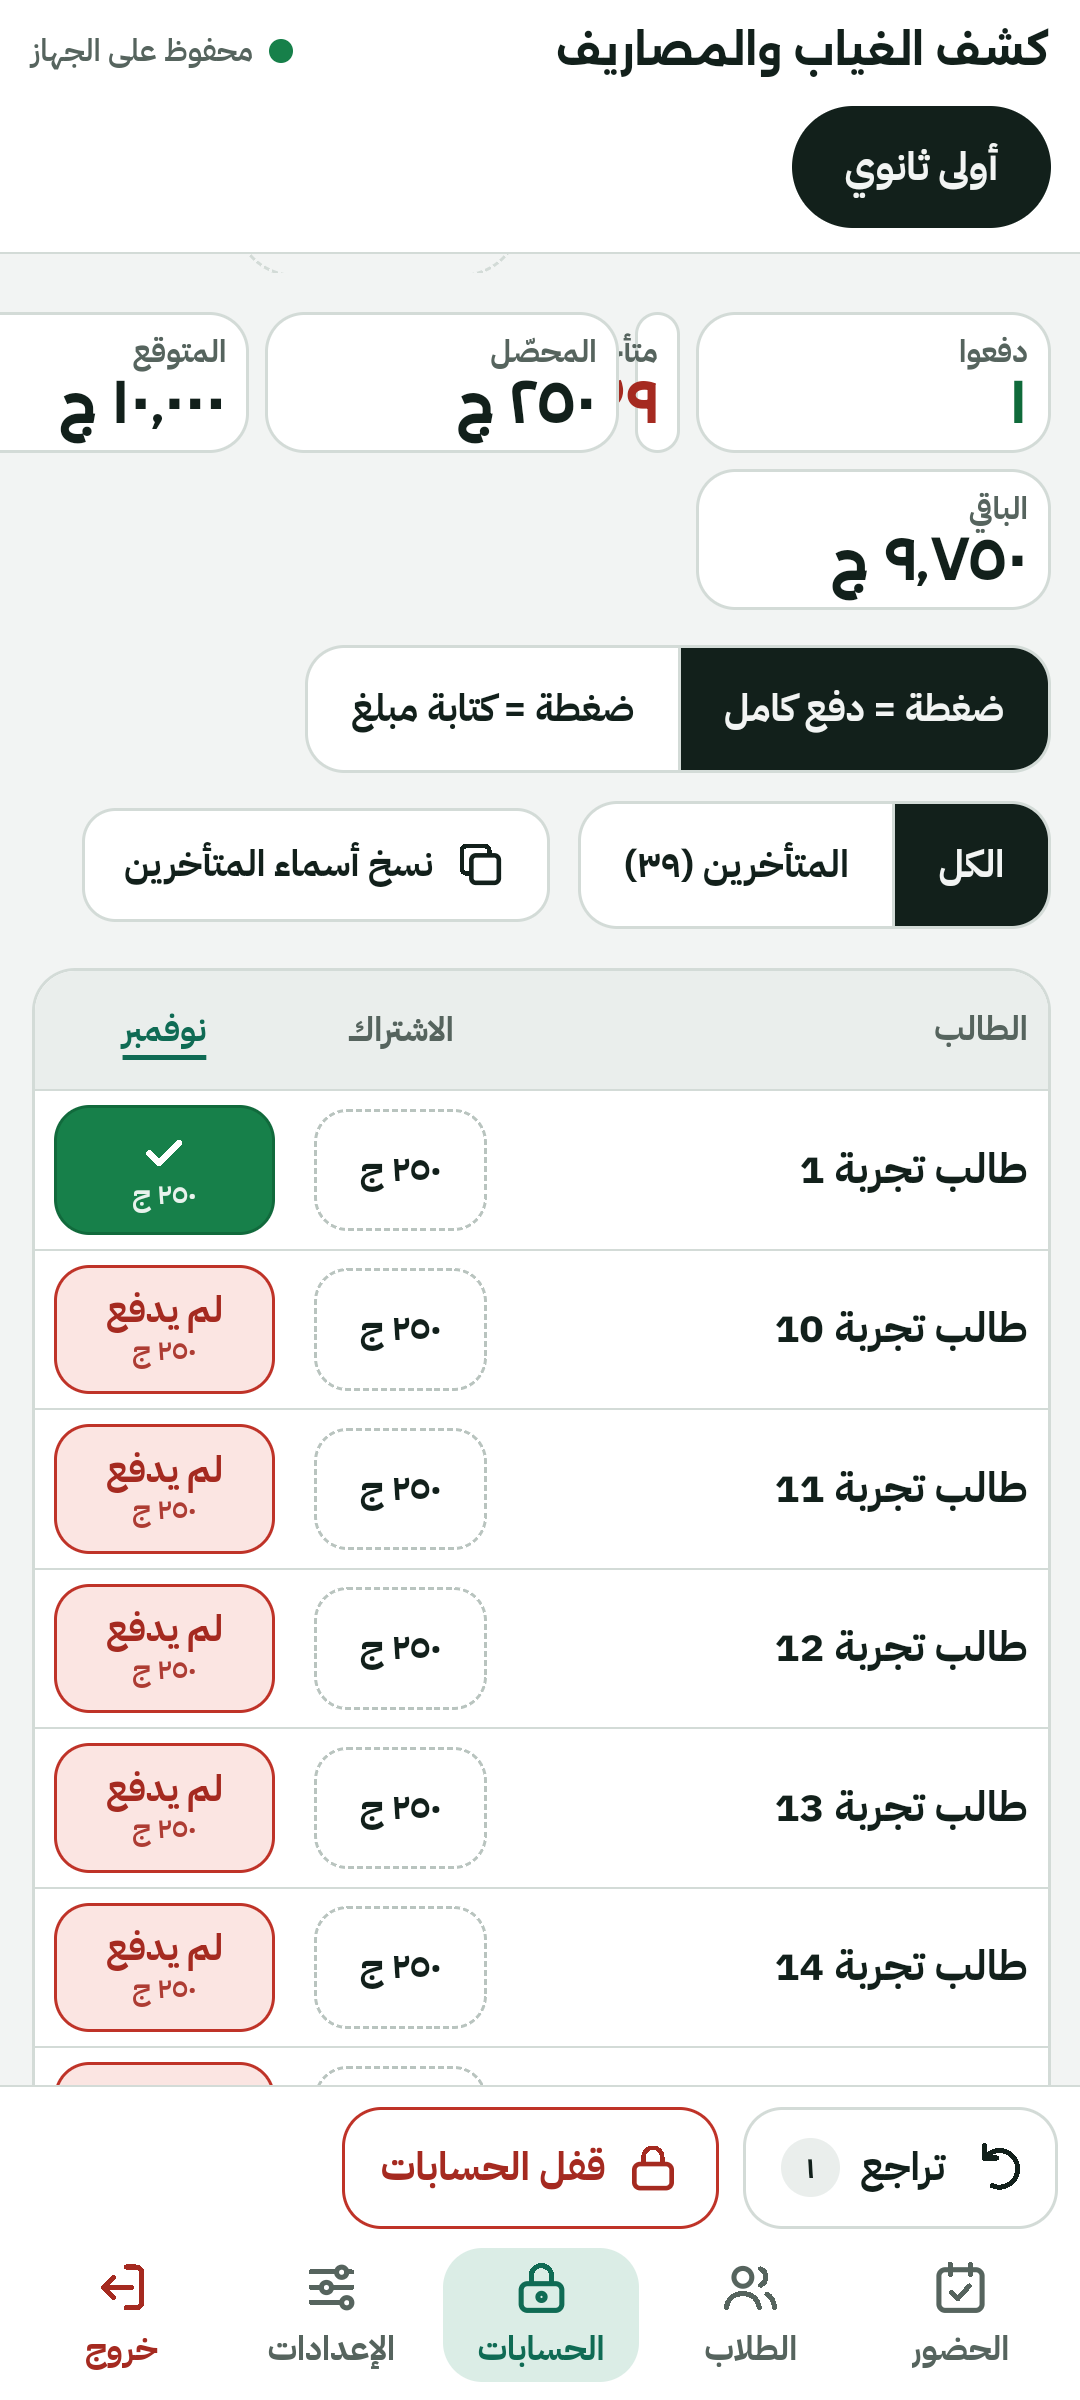 كشف الغياب والمصاريف
محفوظ على الجهاز
أولى ثانوي
دفعوا
١
المحصّل
٢٥٠ ج
المتوقع
١٠,٠٠٠ ج
الباقي
٩,٧٥٠ ج
ضغطة = دفع كامل
ضغطة = كتابة مبلغ
الكل
المتأخرين (٣٩)
نسخ أسماء المتأخرين
الطالب الاشتراك نوفمبر
طالب تجربة 1
٢٥٠ ج
٢٥٠ ج
طالب تجربة 10
٢٥٠ ج
لم يدفع
٢٥٠ ج
طالب تجربة 11
٢٥٠ ج
لم يدفع
٢٥٠ ج
طالب تجربة 12
٢٥٠ ج
لم يدفع
٢٥٠ ج
طالب تجربة 13
٢٥٠ ج
لم يدفع
٢٥٠ ج
طالب تجربة 14
٢٥٠ ج
لم يدفع
٢٥٠ ج
تراجع ١
قفل الحسابات
الحضور
الطلاب
الحسابات
الإعدادات
خروج